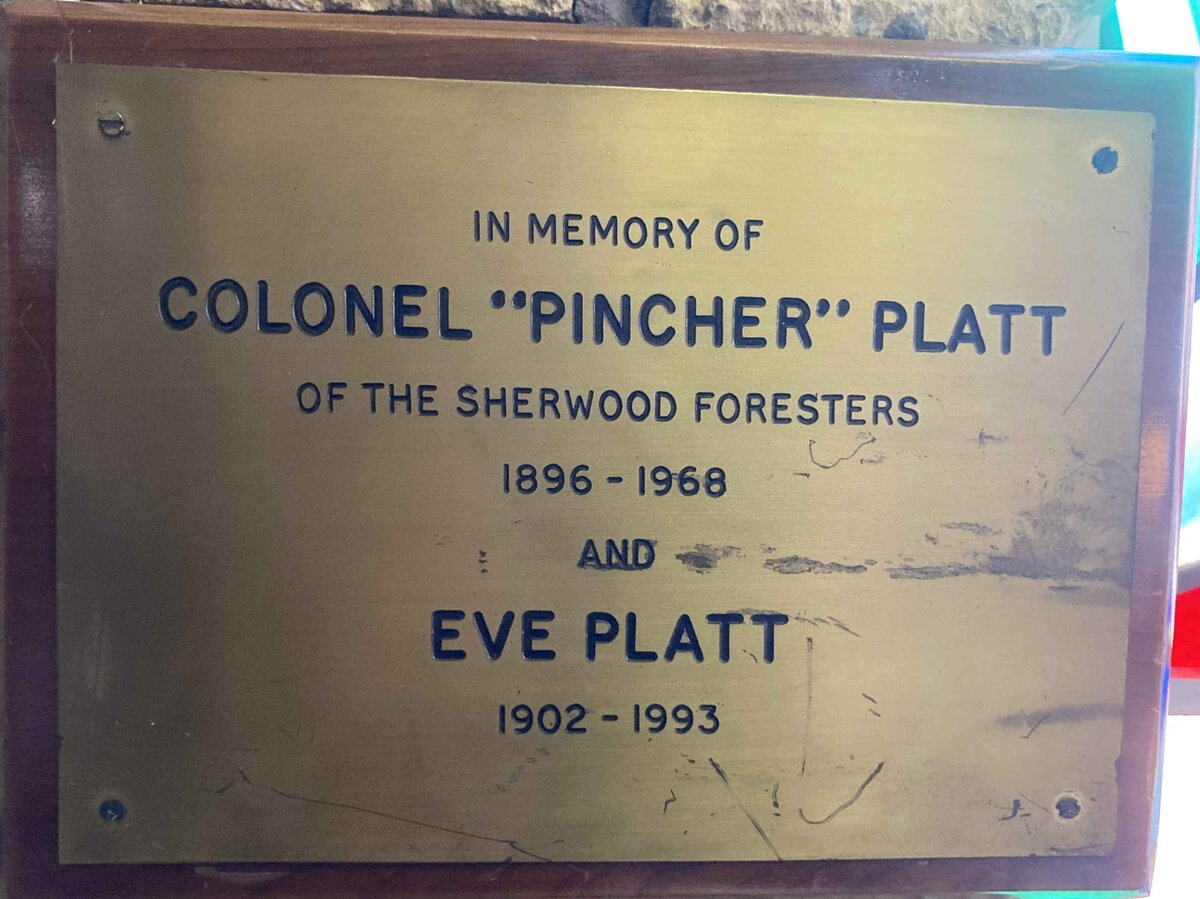 IN MEMORY OF
COLONEL “PINCHER” PLATT
OF THE SHERWOOD FORESTERS
1896 - 1968
AND
EVE PLATT
1902 - 1993